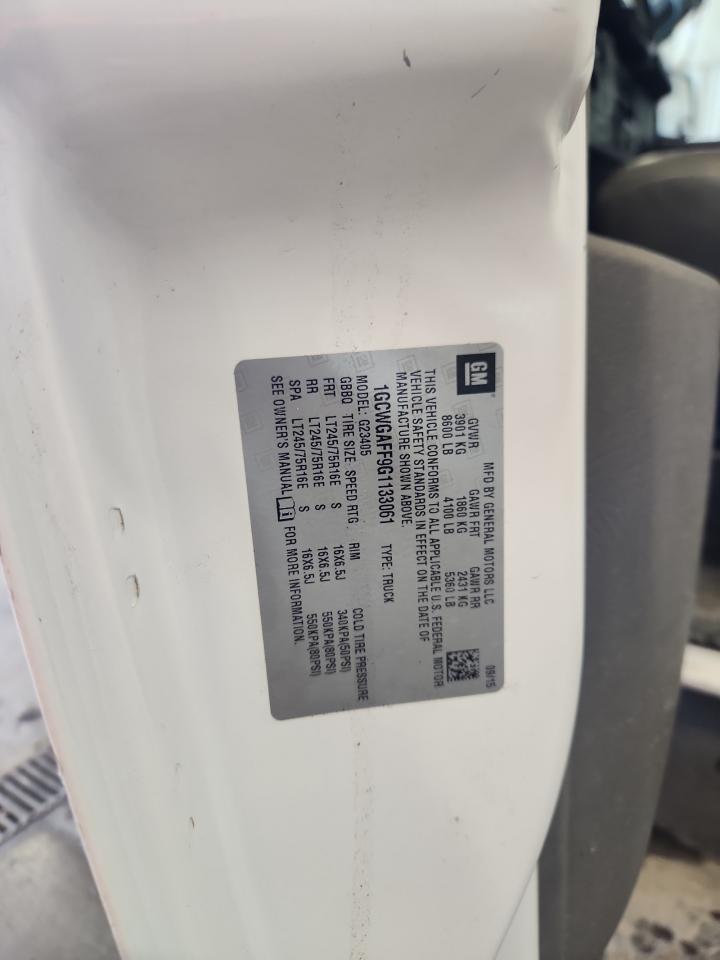 GM
MFD BY GENERAL MOTORS LLC 09/15
GVWR GAWR FRT GAWR RR
3901 KG 1860 KG 2431 KG
8600 LB 4100 LB 5360 LB
THIS VEHICLE CONFORMS TO ALL APPLICABLE U.S. FEDERAL MOTOR
VEHICLE SAFETY STANDARDS IN EFFECT ON THE DATE OF
MANUFACTURE SHOWN ABOVE.
1GCWGAFF9G1133061 TYPE: TRUCK
MODEL: G23405
GBBQ TIRE SIZE SPEED RTG RIM COLD TIRE PRESSURE
FRT LT245/75R16E S 16X6.5J 340KPA(50PSI)
RR LT245/75R16E S 16X6.5J 550KPA(80PSI)
SPA LT245/75R16E S 16X6.5J 550KPA(80PSI)
SEE OWNER'S MANUAL FOR MORE INFORMATION.